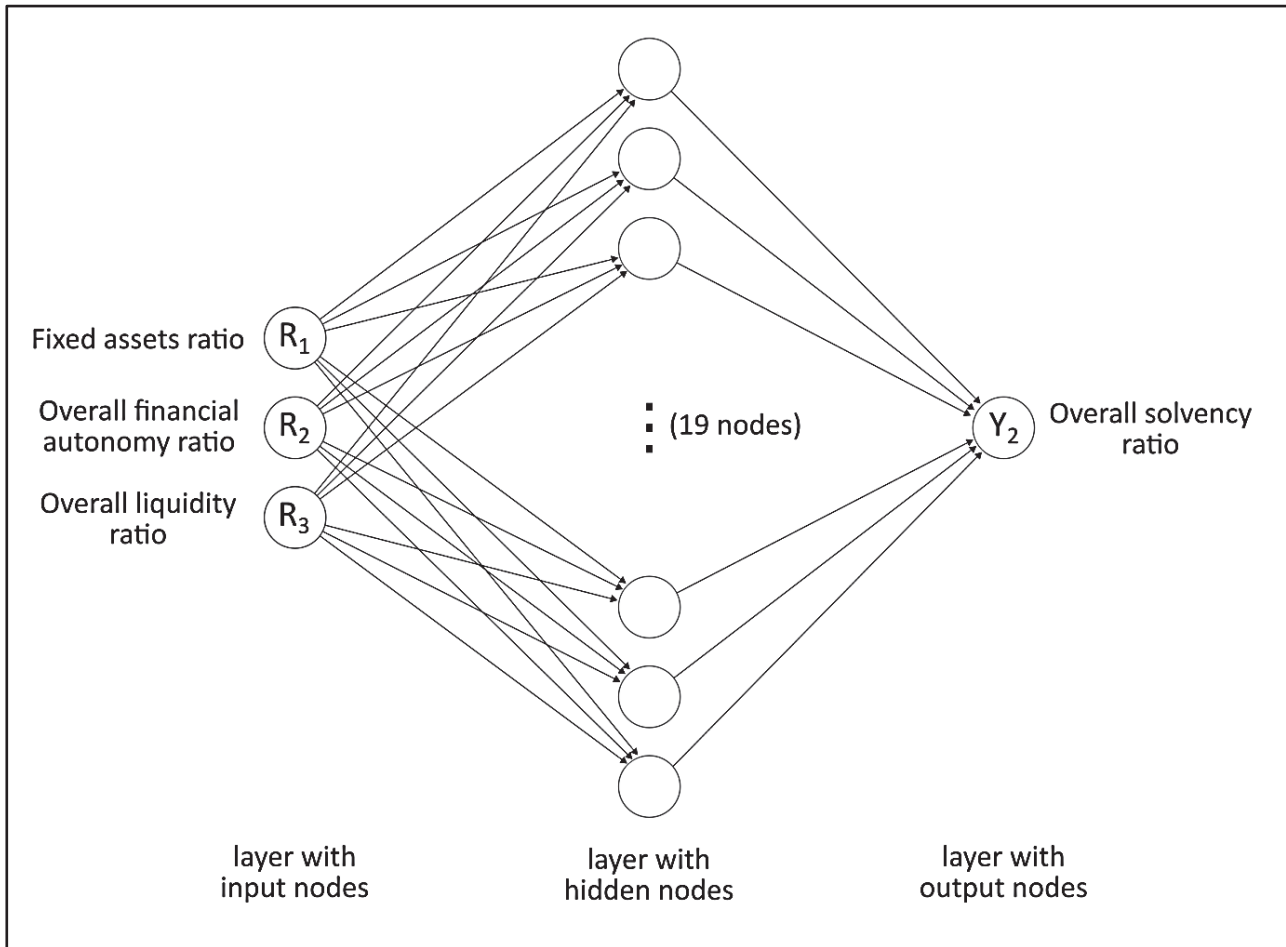 Fixed assets ratio
R₁
Overall financial
autonomy ratio
R₂
Overall liquidity
ratio
R₃
(19 nodes)
Y₂
Overall solvency
ratio
layer with
input nodes
layer with
hidden nodes
layer with
output nodes